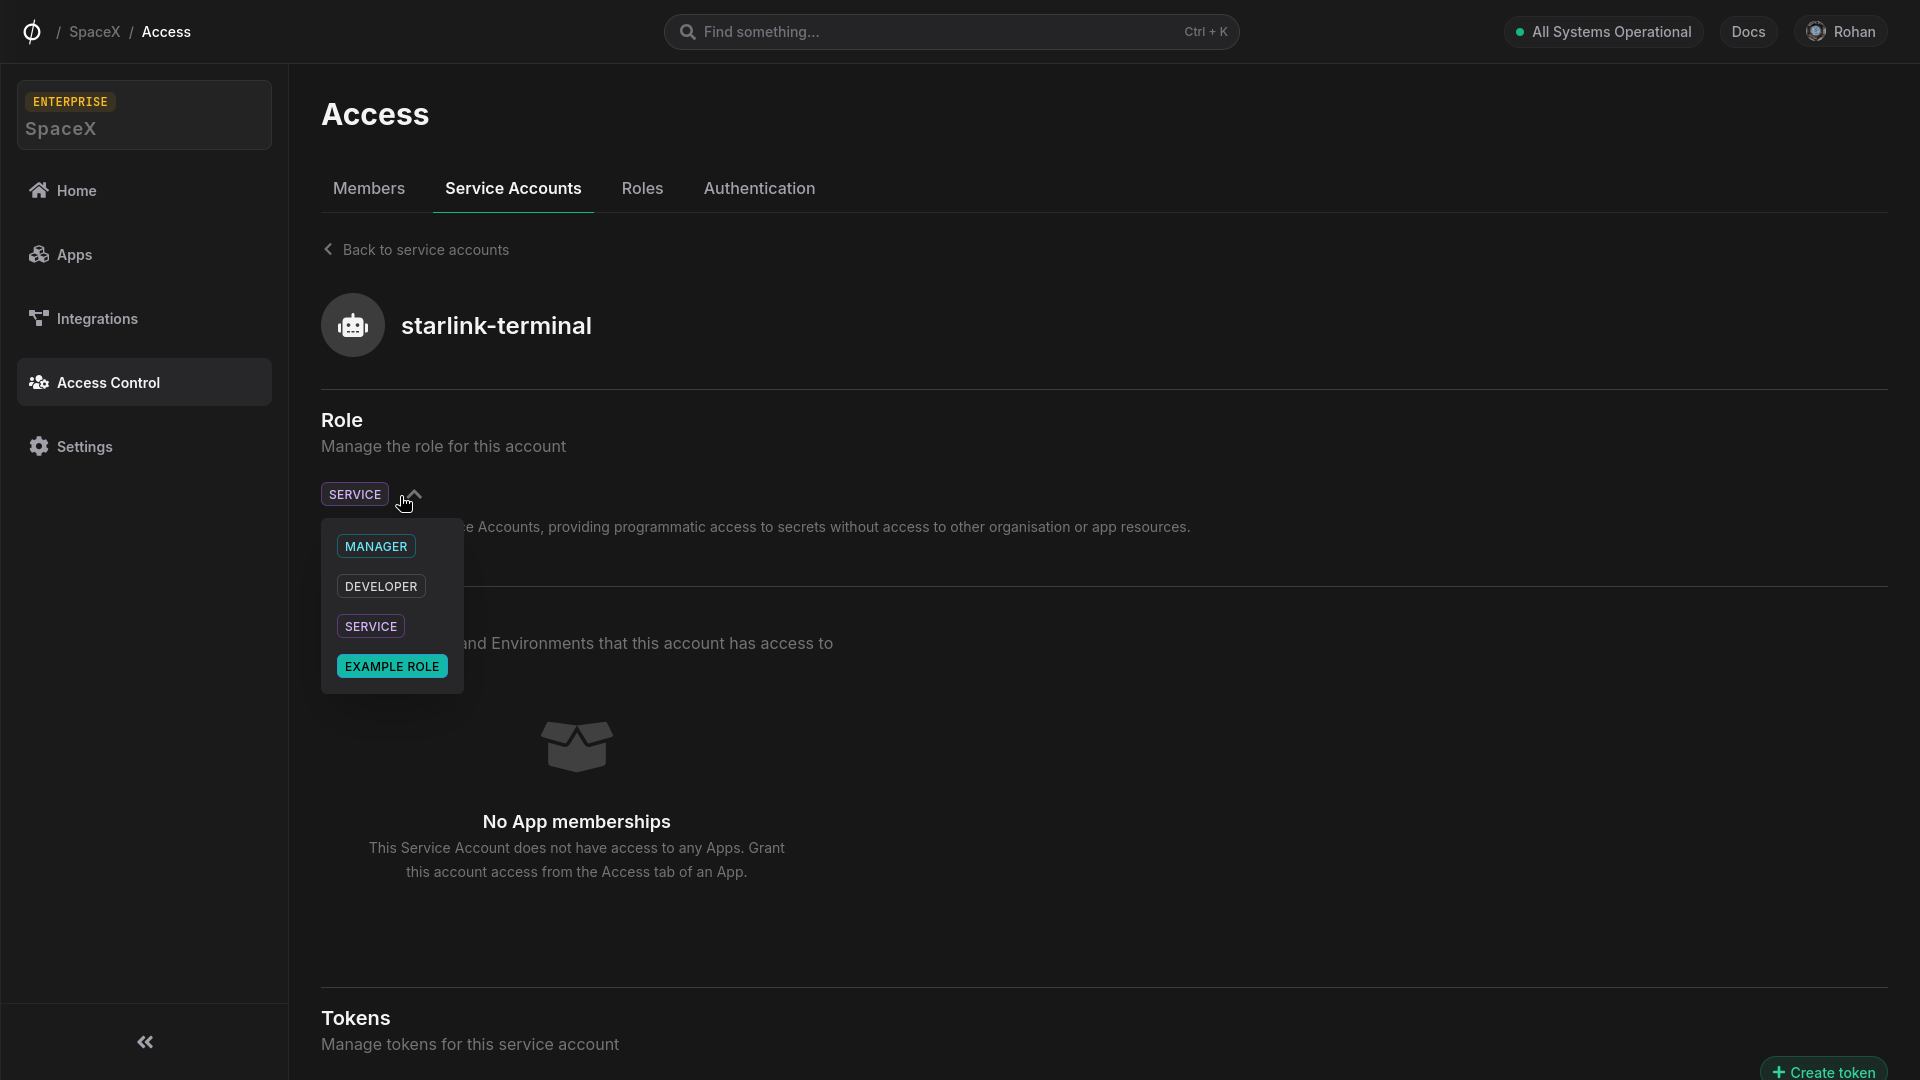 / SpaceX / Access
Find something...
Ctrl + K
All Systems Operational
Docs
Rohan
ENTERPRISE
SpaceX
Home
Apps
Integrations
Access Control
Settings
Access
Members
Service Accounts
Roles
Authentication
Back to service accounts
starlink-terminal
Role
Manage the role for this account
SERVICE
Accounts, providing programmatic access to secrets without access to other organisation or app resources.
MANAGER
DEVELOPER
SERVICE
EXAMPLE ROLE
and Environments that this account has access to
No App memberships
This Service Account does not have access to any Apps. Grant
this account access from the Access tab of an App.
Tokens
Manage tokens for this service account
+ Create token